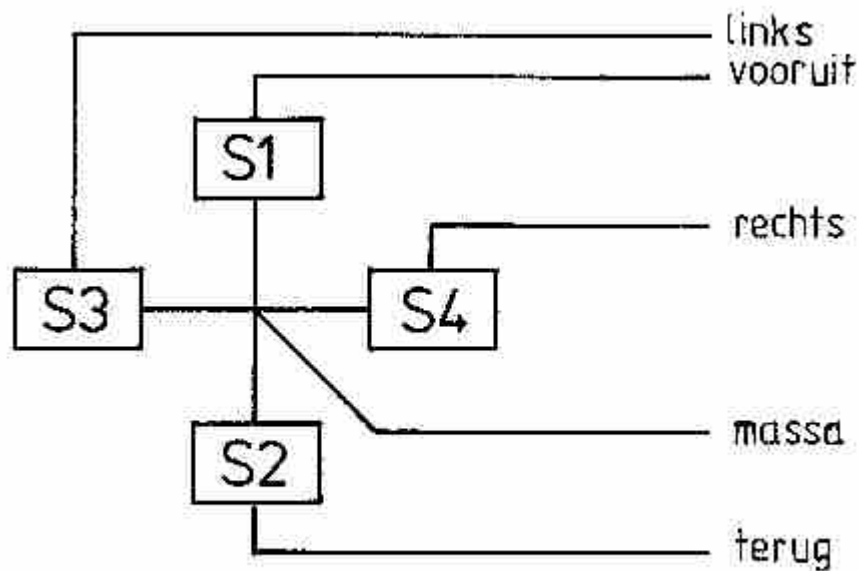 links
vooruit
S1
rechts
S3
S4
massa
S2
terug